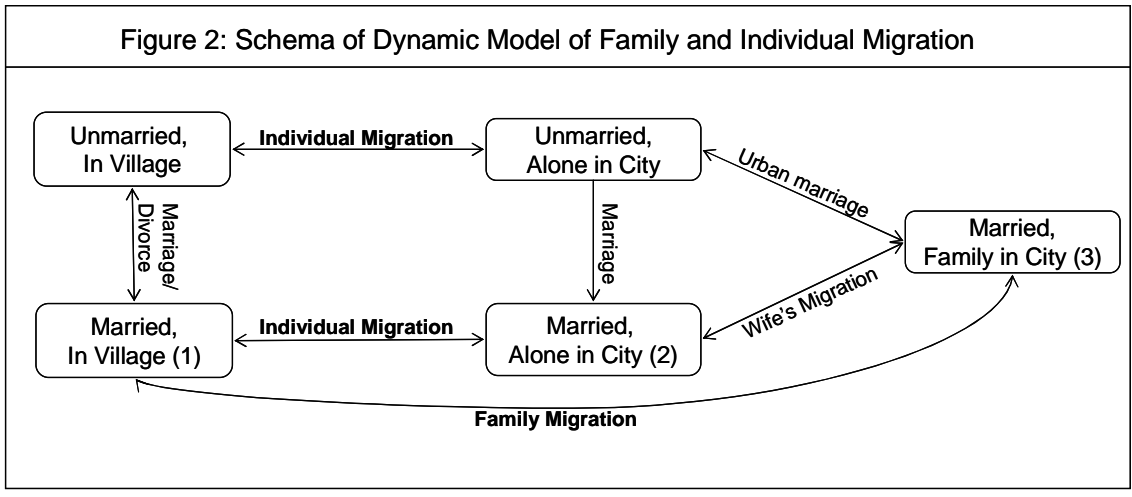 Figure 2: Schema of Dynamic Model of Family and Individual Migration
Unmarried,
In Village
Individual Migration
Unmarried,
Alone in City
Urban marriage
Marriage/
Divorce
Marriage
Married,
Family in City (3)
Wife's Migration
Married,
In Village (1)
Individual Migration
Married,
Alone in City (2)
Family Migration